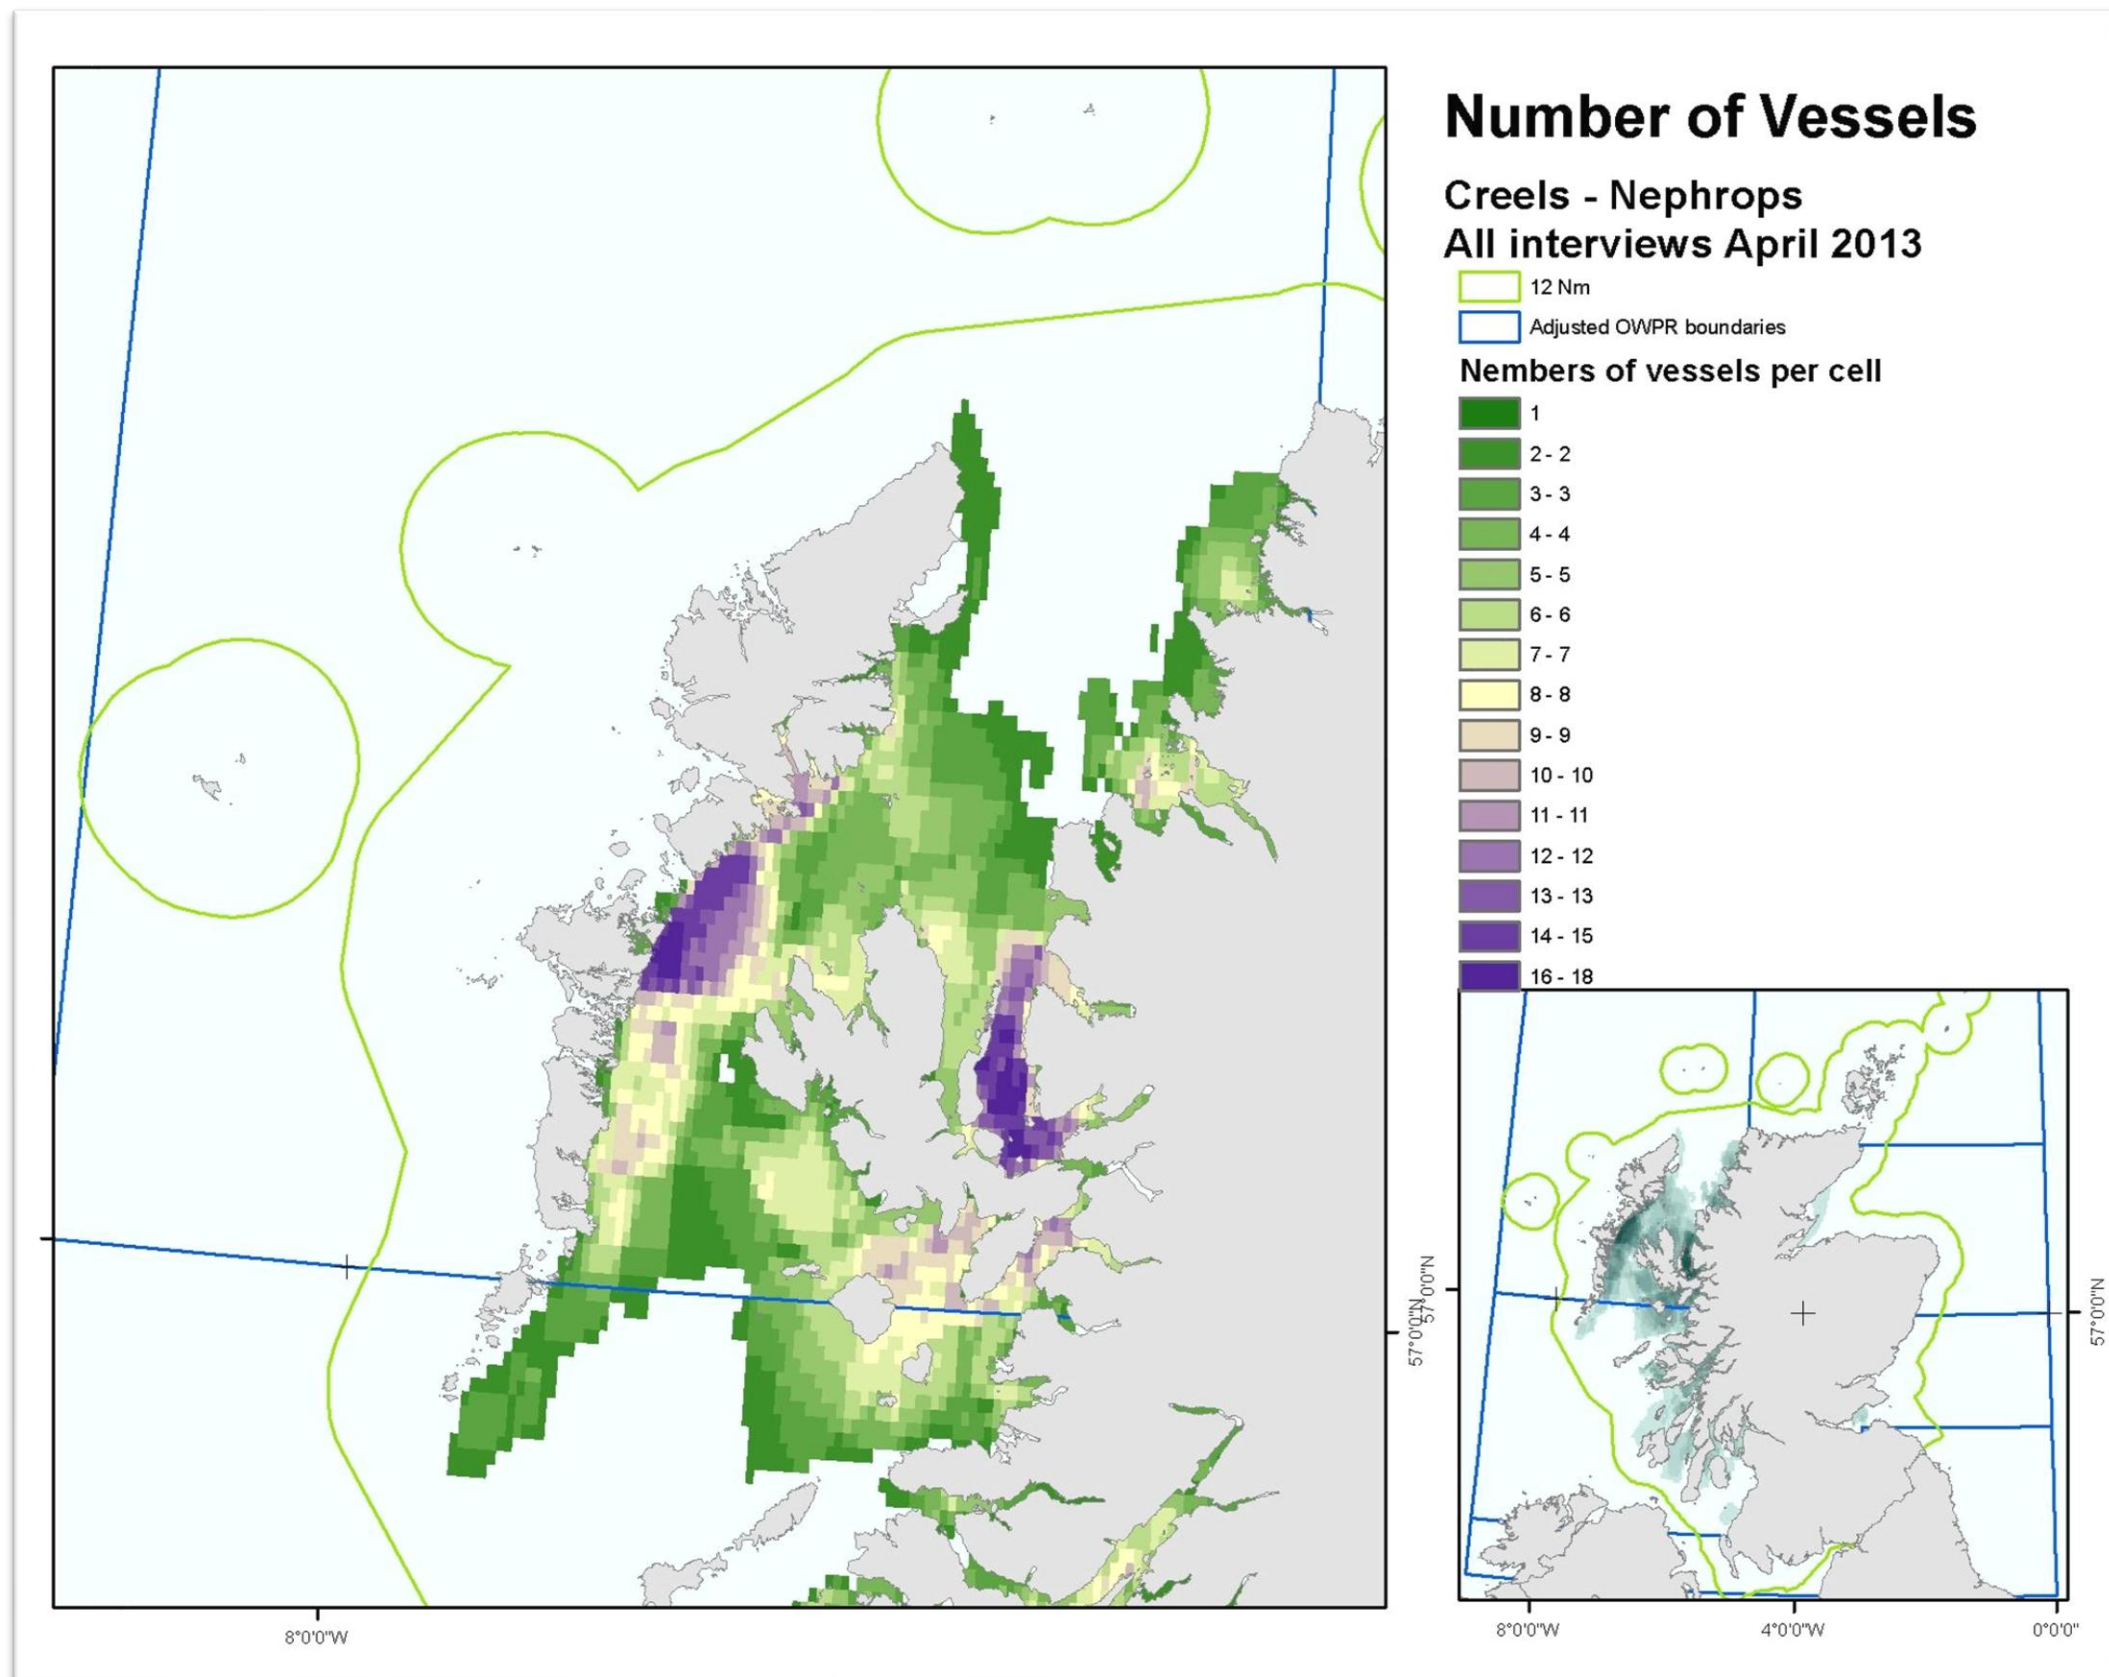 Number of Vessels
Creels - Nephrops
All interviews April 2013
12 Nm
Adjusted OWPR boundaries
Nembers of vessels per cell
1
2 - 2
3 - 3
4 - 4
5 - 5
6 - 6
7 - 7
8 - 8
9 - 9
10 - 10
11 - 11
12 - 12
13 - 13
14 - 15
16 - 18
57°0'0"N
57°0'0"N
57°0'0"N
8°0'0"W
8°0'0"W
4°0'0"W
0°0'0"